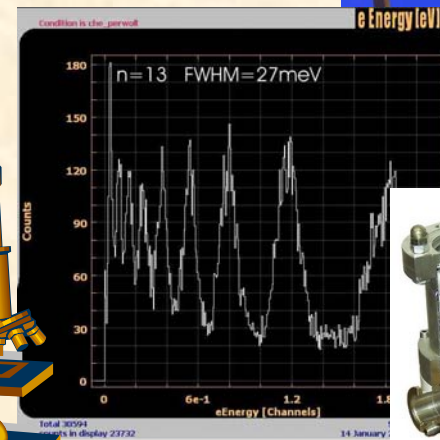 e Energy (eV)
Condition is che_perwoll
n=13 FWHM=27meV
180
150
120
90
60
30
0
Counts
0 6e-1 1.2 1.8
eEnergy [Channels]
Total 30594
counts in display 23732
14 January